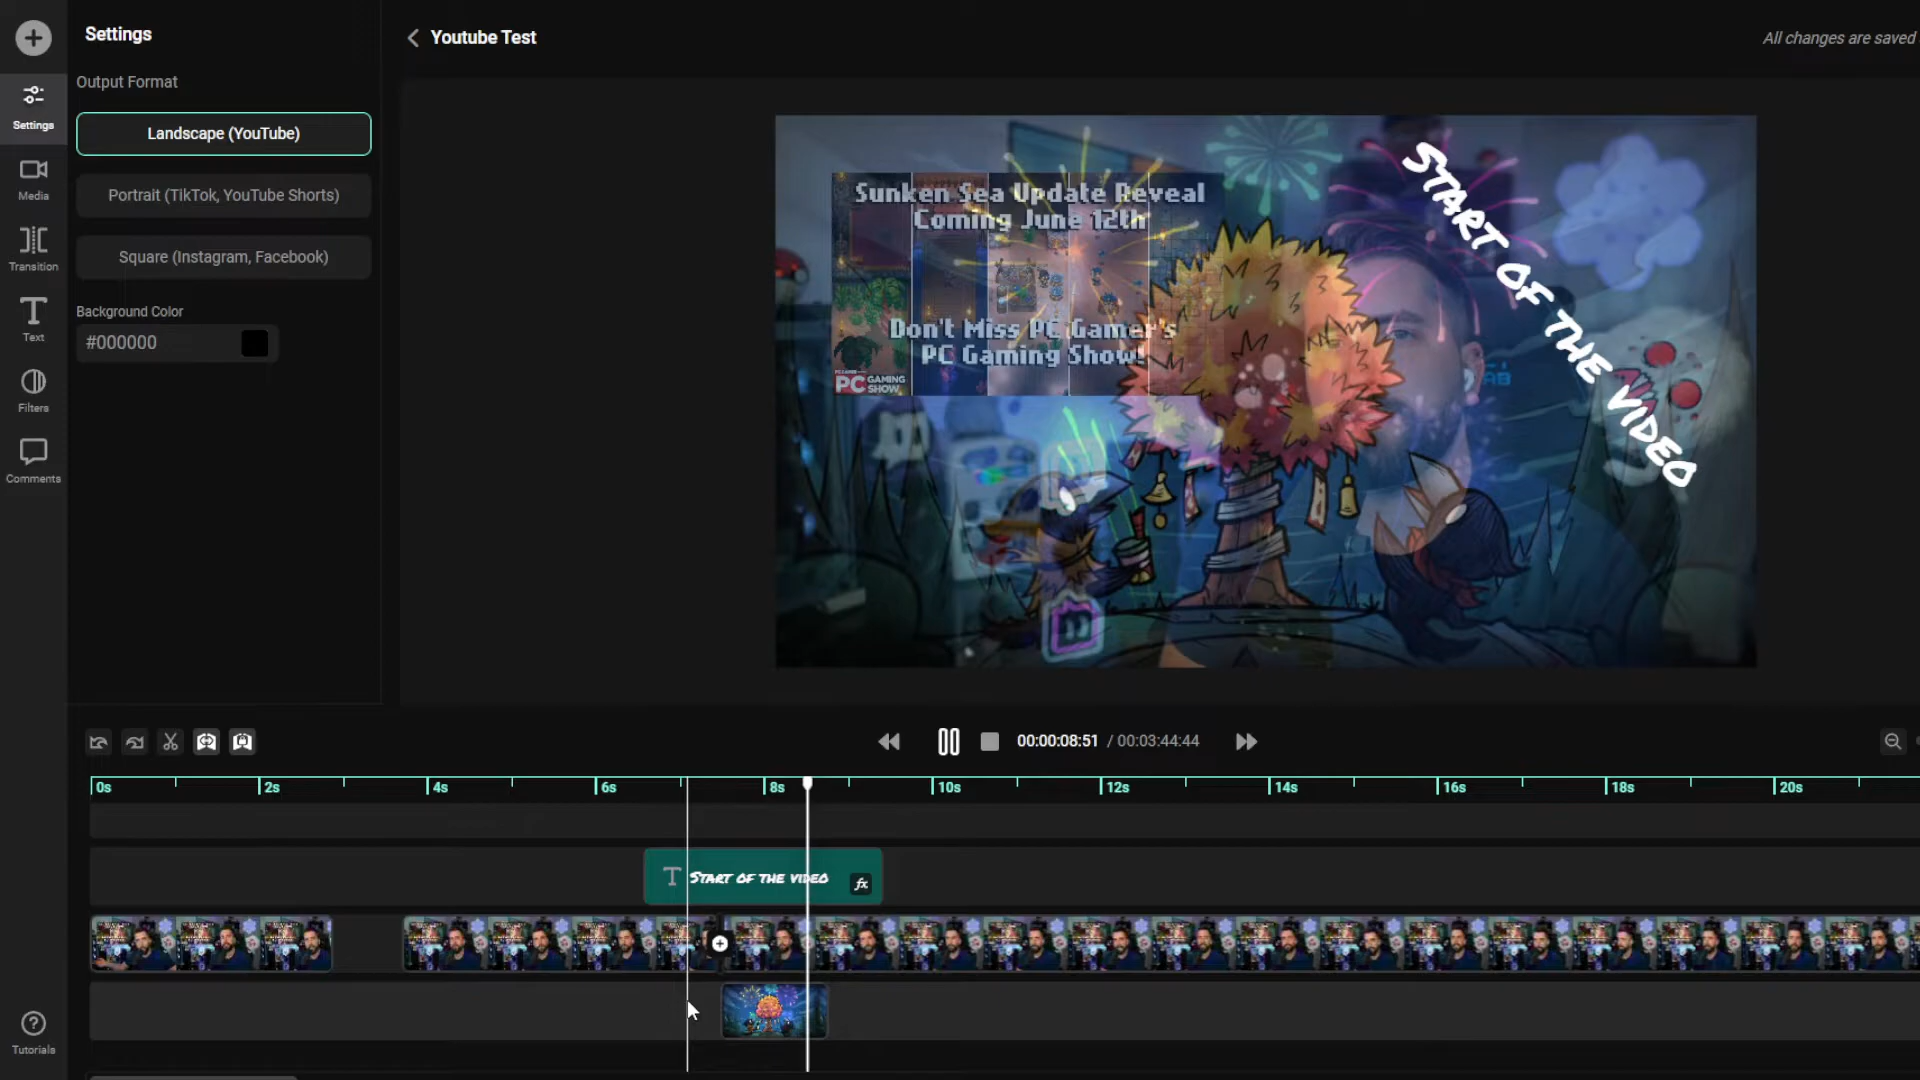 Settings
Youtube Test
All changes are saved
Output Format
Settings
Landscape (YouTube)
Portrait (TikTok, YouTube Shorts)
Square (Instagram, Facebook)
Background Color
#000000
Media
Transition
T
Text
Filters
Comments
Tutorials
Sunken Sea Update Reveal
Coming June 12th
Don't Miss PC Gamer's
PC Gaming Show!
PC GAMING
SHOW
START OF THE VIDEO
00:00:08:51 / 00:03:44:44
0s 2s 4s 6s 8s 10s 12s 14s 16s 18s 20s
T START OF THE VIDEO fx